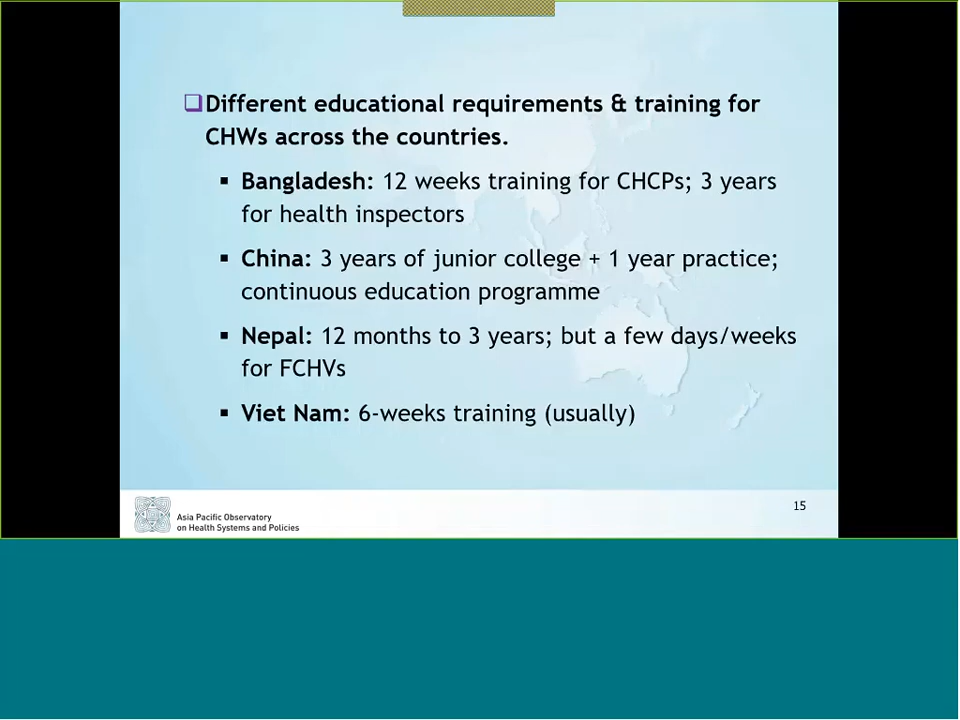 Different educational requirements & training for
CHWs across the countries.
Bangladesh: 12 weeks training for CHCPs; 3 years
for health inspectors
China: 3 years of junior college + 1 year practice;
continuous education programme
Nepal: 12 months to 3 years; but a few days/weeks
for FCHVs
Viet Nam: 6-weeks training (usually)
Asia Pacific Observatory
on Health Systems and Policies
15